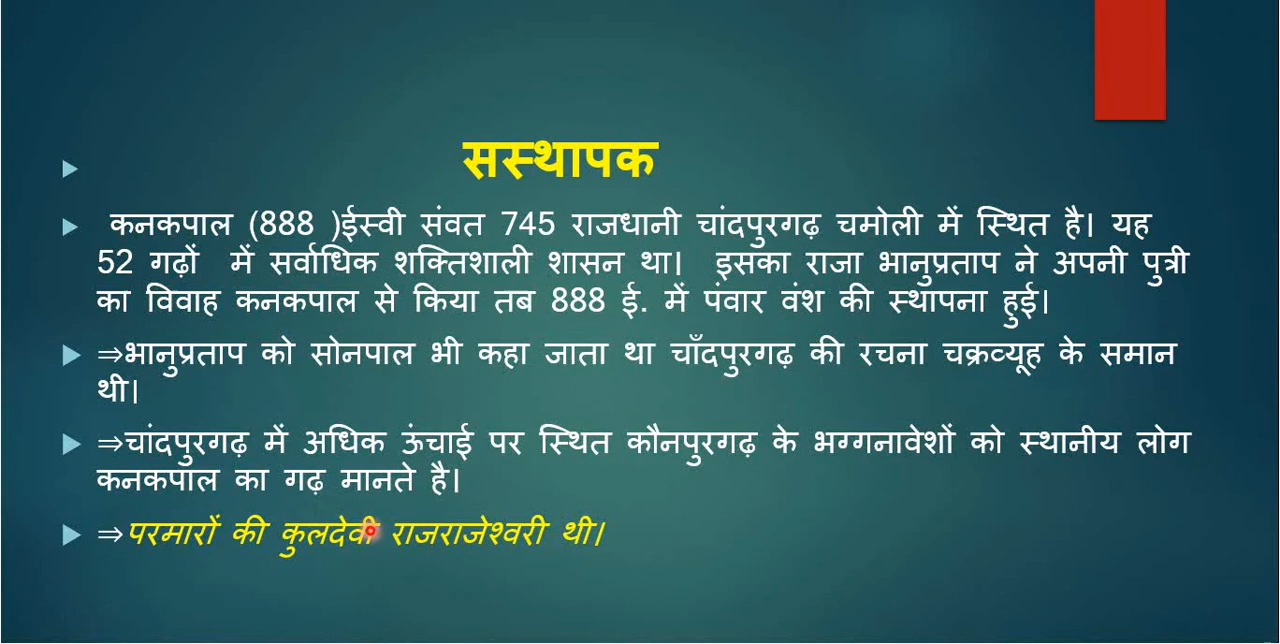 सस्थापक
कनकपाल (888 )ईस्वी संवत 745 राजधानी चांदपुरगढ़ चमोली में स्थित है। यह
52 गढ़ों में सर्वाधिक शक्तिशाली शासन था। इसका राजा भानुप्रताप ने अपनी पुत्री
का विवाह कनकपाल से किया तब 888 ई. में पंवार वंश की स्थापना हुई।
⇒भानुप्रताप को सोनपाल भी कहा जाता था चाँदपुरगढ़ की रचना चक्रव्यूह के समान
थी।
⇒चांदपुरगढ़ में अधिक ऊंचाई पर स्थित कौनपुरगढ़ के भग्गनावेशों को स्थानीय लोग
कनकपाल का गढ़ मानते है।
⇒परमारों की कुलदेवी राजराजेश्वरी थी।